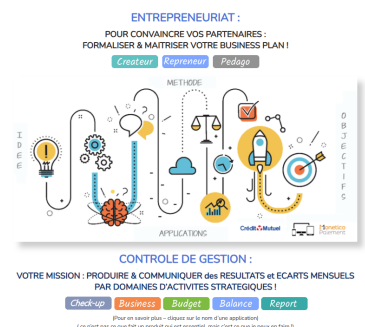 ENTREPRENEURIAT :
POUR CONVAINCRE VOS PARTENAIRES :
FORMALISER & MAITRISER VOTRE BUSINESS PLAN !
Createur Repreneur Pedago
METHODE
IDEE
OBJECTIFS
APPLICATIONS
Crédit Mutuel
Monetico
Paiement
CONTROLE DE GESTION :
VOTRE MISSION : PRODUIRE & COMMUNIQUER des RESULTATS et ECARTS MENSUELS
PAR DOMAINES D'ACTIVITES STRATEGIQUES !
Check-up Business Budget Balance Report
(Pour en savoir plus – cliquez sur le nom d'une application)